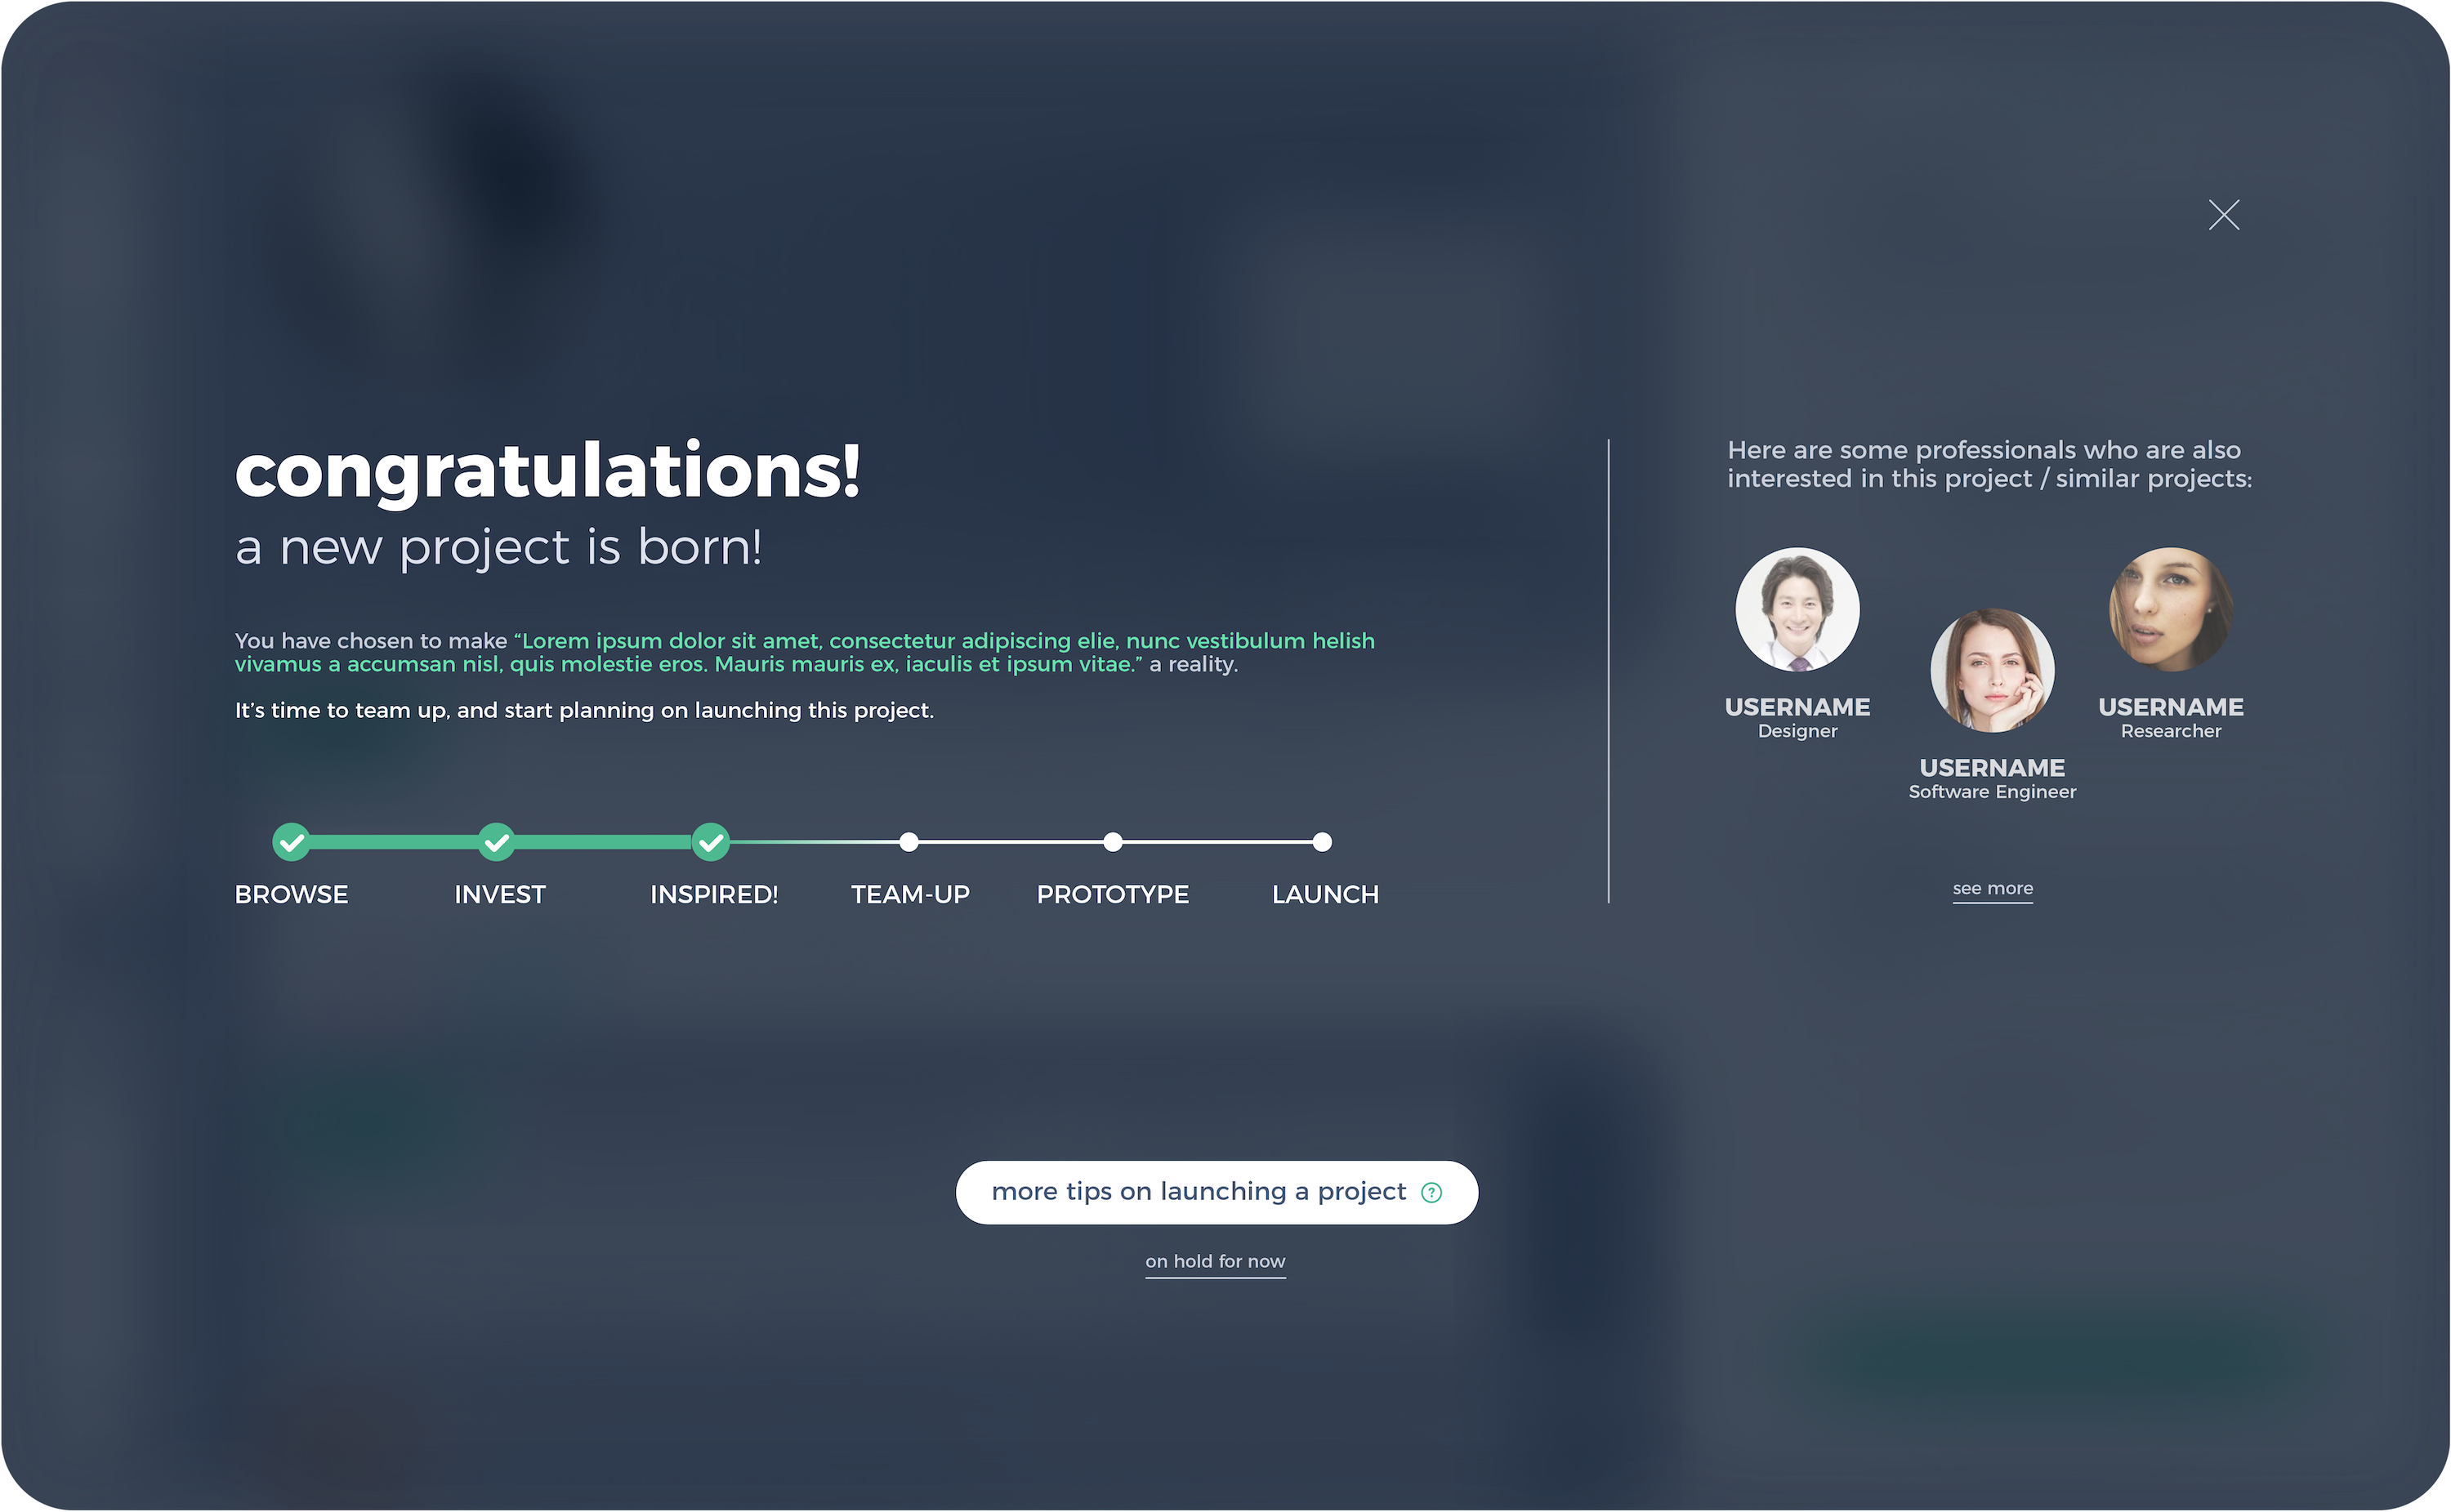 congratulations!
a new project is born!
You have chosen to make “Lorem ipsum dolor sit amet, consectetur adipiscing elie, nunc vestibulum helish
vivamus a accumsan nisl, quis molestie eros. Mauris mauris ex, iaculis et ipsum vitae.” a reality.
It’s time to team up, and start planning on launching this project.
BROWSE
INVEST
INSPIRED!
TEAM-UP
PROTOTYPE
LAUNCH
Here are some professionals who are also
interested in this project / similar projects:
USERNAME
Designer
USERNAME
Software Engineer
USERNAME
Researcher
see more
more tips on launching a project ?
on hold for now